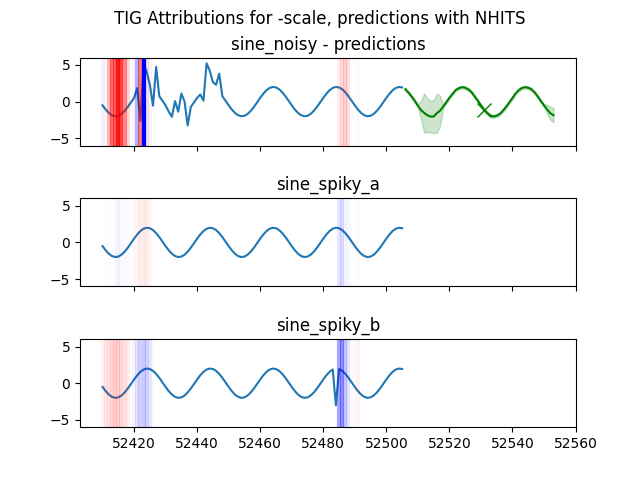 TIG Attributions for -scale, predictions with NHITS
sine_noisy - predictions
5
0
−5
sine_spiky_a
5
0
−5
sine_spiky_b
5
0
−5
52420 52440 52460 52480 52500 52520 52540 52560